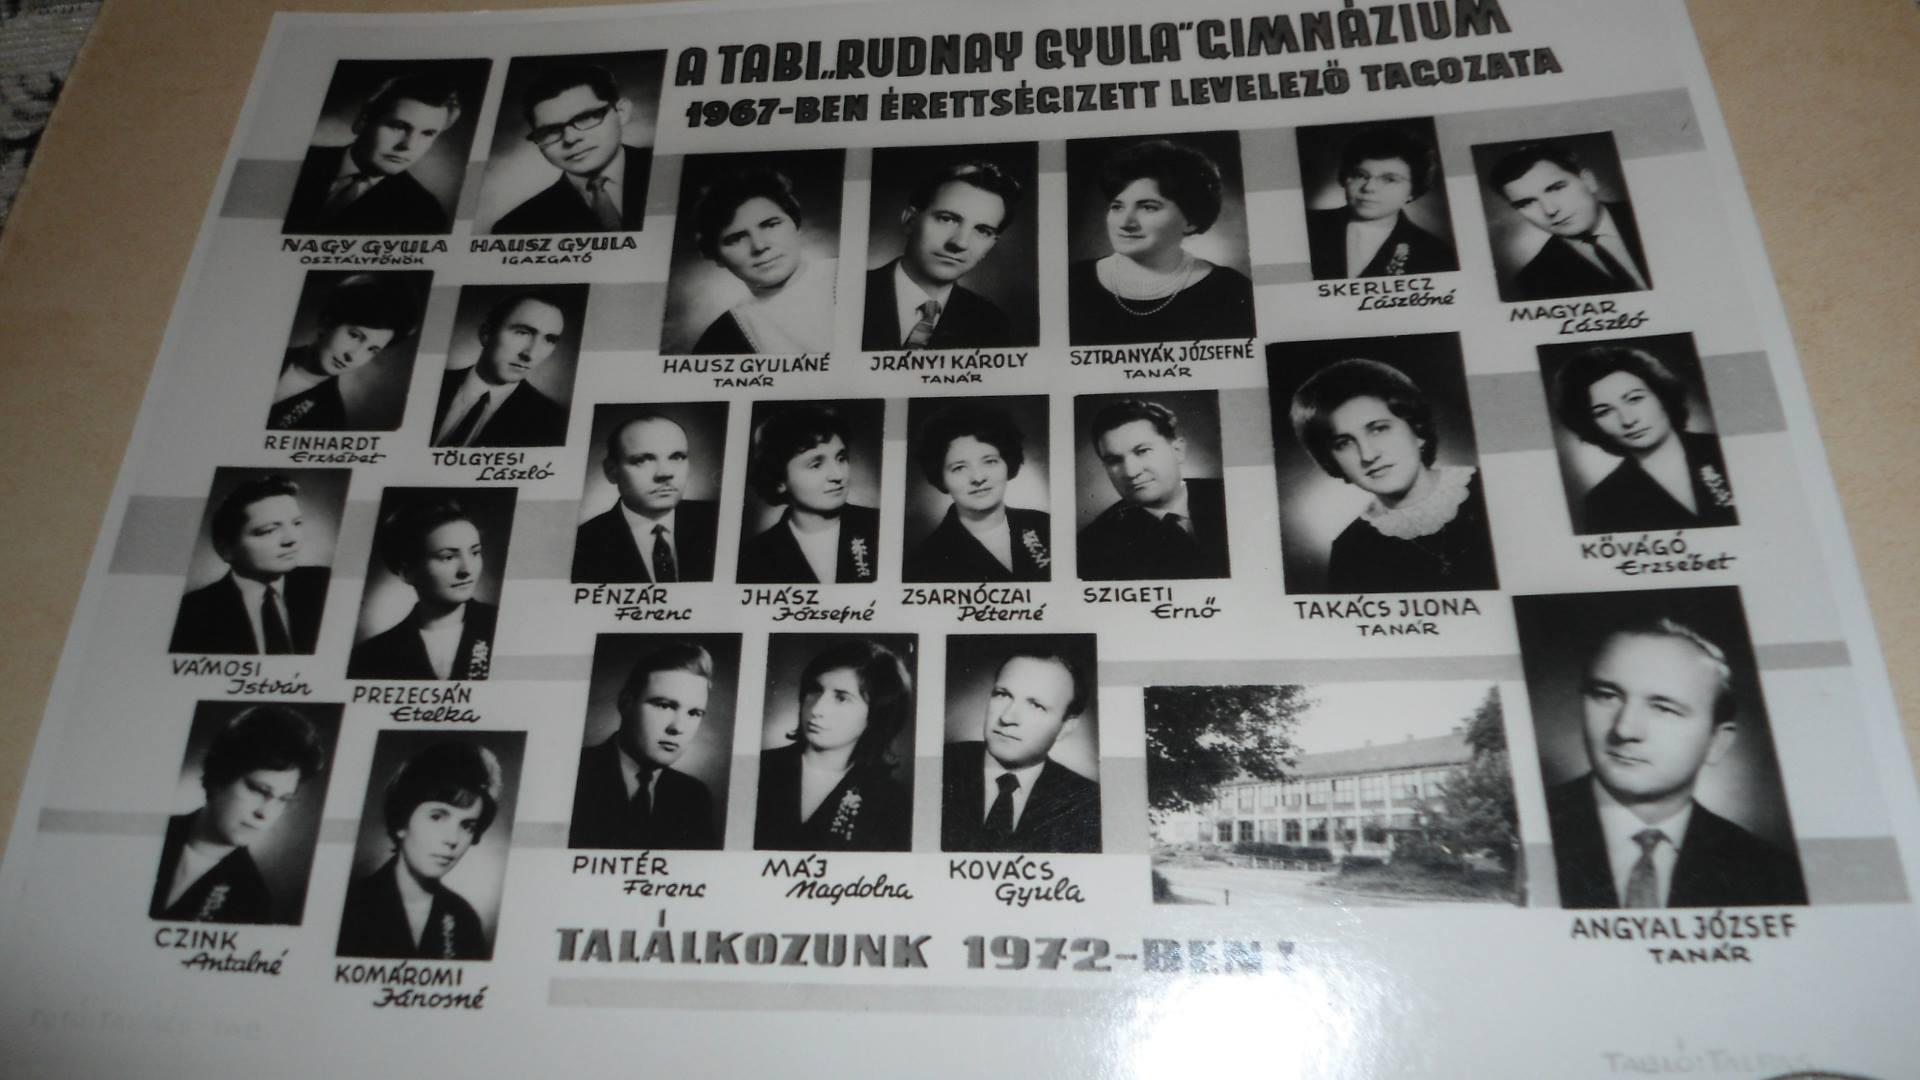 A TABI „RUDNAY GYULA" GIMNÁZIUM
1967-BEN ÉRETTSÉGIZETT LEVELEZŐ TAGOZATA
NAGY GYULA
OSZTÁLYFŐNÖK
HAUSZ GYULA
IGAZGATÓ
HAUSZ GYULÁNÉ
TANÁR
JRÁNYI KÁROLY
TANÁR
SZTRANYÁK JÓZSEFNÉ
TANÁR
SKERLECZ
Lászlóné
MAGYAR
László
REINHARDT
Erzsébet
TÖLGYESI
László
PÉNZÁR
Ferenc
JHÁSZ
Józsefné
ZSARNÓCZAI
Péterné
SZIGETI
Ernő
TAKÁCS JLONA
TANÁR
KŐVÁGÓ
Erzsébet
VÁMOSI
István
PREZECSÁN
Etelka
PINTÉR
Ferenc
MÁJ
Magdolna
KOVÁCS
Gyula
ANGYAL JÓZSEF
TANÁR
CZINK
Antalné
KOMÁROMI
Jánosné
TALÁLKOZUNK 1972-BEN!